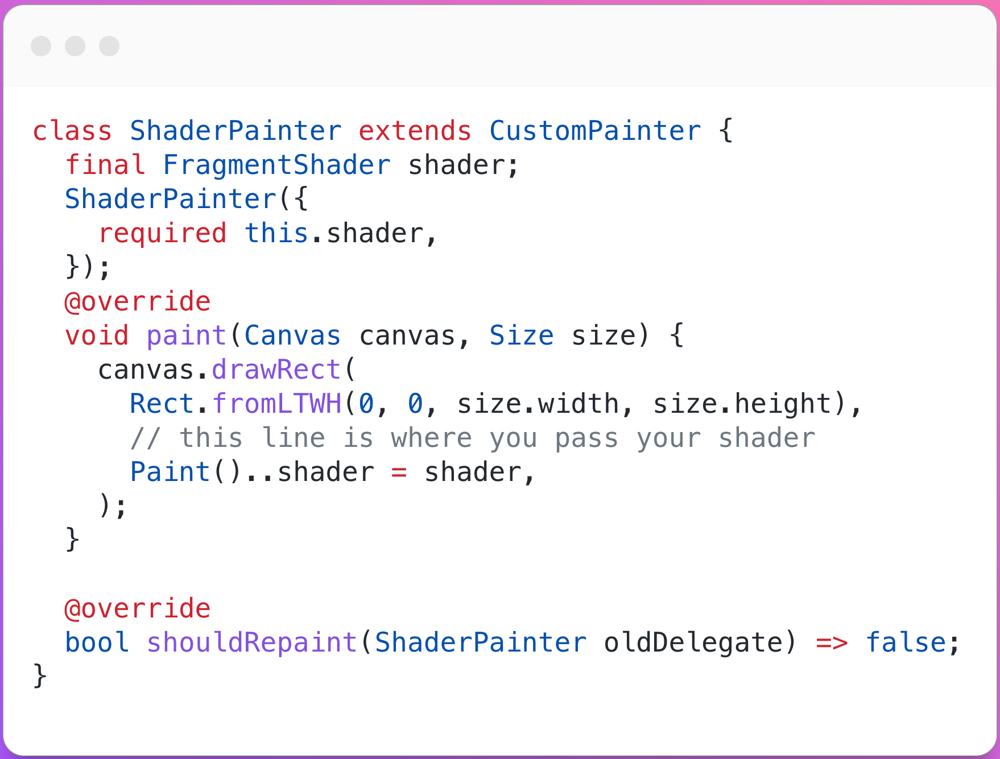 class ShaderPainter extends CustomPainter {
  final FragmentShader shader;
  ShaderPainter({
    required this.shader,
  });
  @override
  void paint(Canvas canvas, Size size) {
    canvas.drawRect(
      Rect.fromLTWH(0, 0, size.width, size.height),
      // this line is where you pass your shader
      Paint()..shader = shader,
    );
  }

  @override
  bool shouldRepaint(ShaderPainter oldDelegate) => false;
}